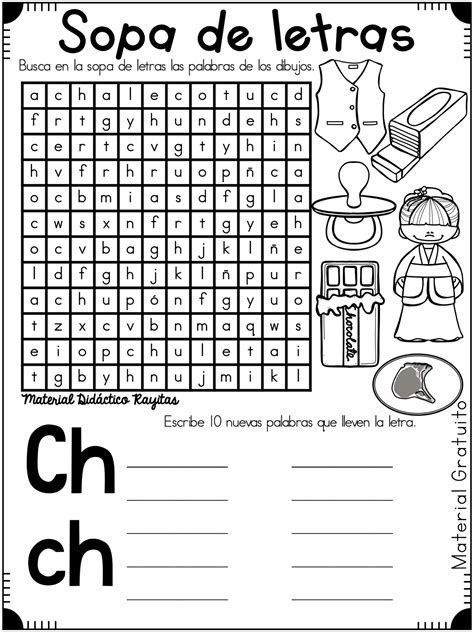 Sopa de letras
Busca en la sopa de letras las palabras de los dibujos.
a c h a l e c o t u c d
f r t g y h u n d e h s
c e r t c v g t y h i n
h v f r h r u o p ñ c a
o c b m i a s d f g l a
c w s x n f r t g y e h
o c v b a g h j k l ñ e
l d f g h j k l ñ p u r
a c h u p ó n f g y u o
t z x c v b n m a q w s
e i o p c h u l e t a i
t g b y h n u j m i k l
chocolate
Material Didáctico Rayitas
Escribe 10 nuevas palabras que lleven la letra.
Ch
ch
Material Gratuito